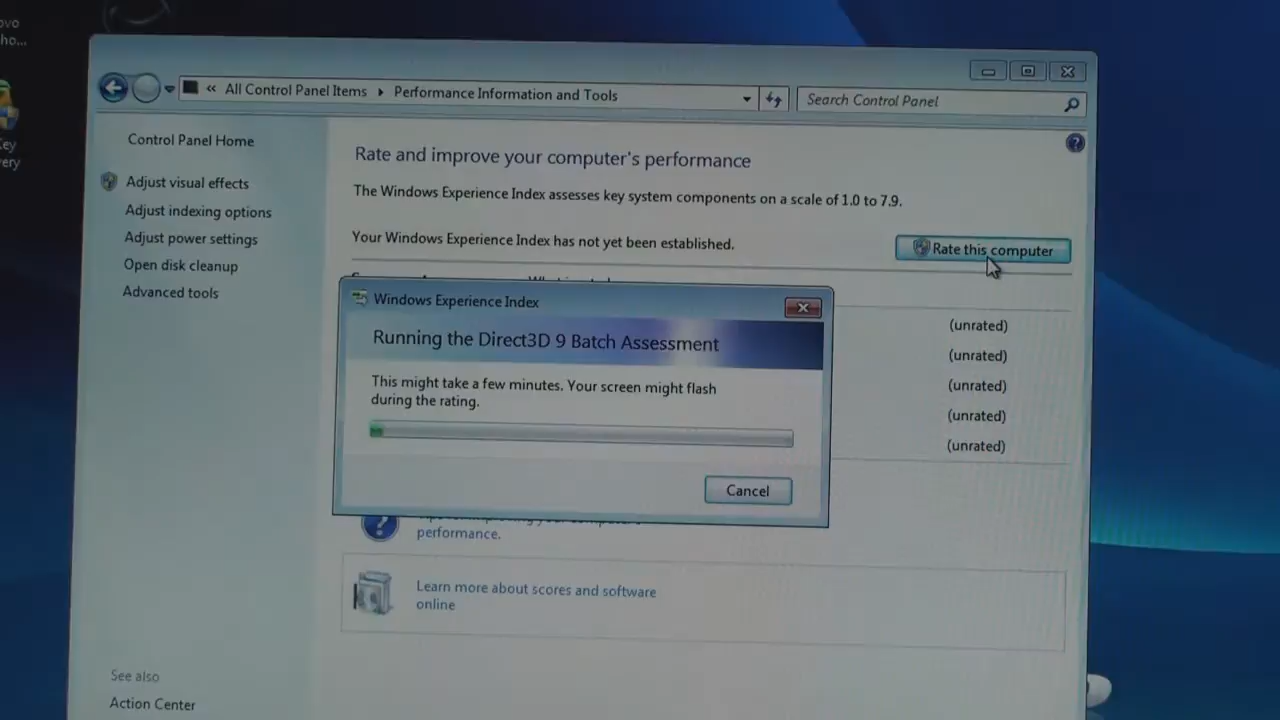 All Control Panel Items
Performance Information and Tools
Search Control Panel
Control Panel Home
Adjust visual effects
Adjust indexing options
Adjust power settings
Open disk cleanup
Advanced tools
Rate and improve your computer's performance
The Windows Experience Index assesses key system components on a scale of 1.0 to 7.9.
Your Windows Experience Index has not yet been established.
Rate this computer
Windows Experience Index
Running the Direct3D 9 Batch Assessment
This might take a few minutes. Your screen might flash
during the rating.
Cancel
(unrated)
(unrated)
(unrated)
(unrated)
(unrated)
performance.
Learn more about scores and software
online
See also
Action Center